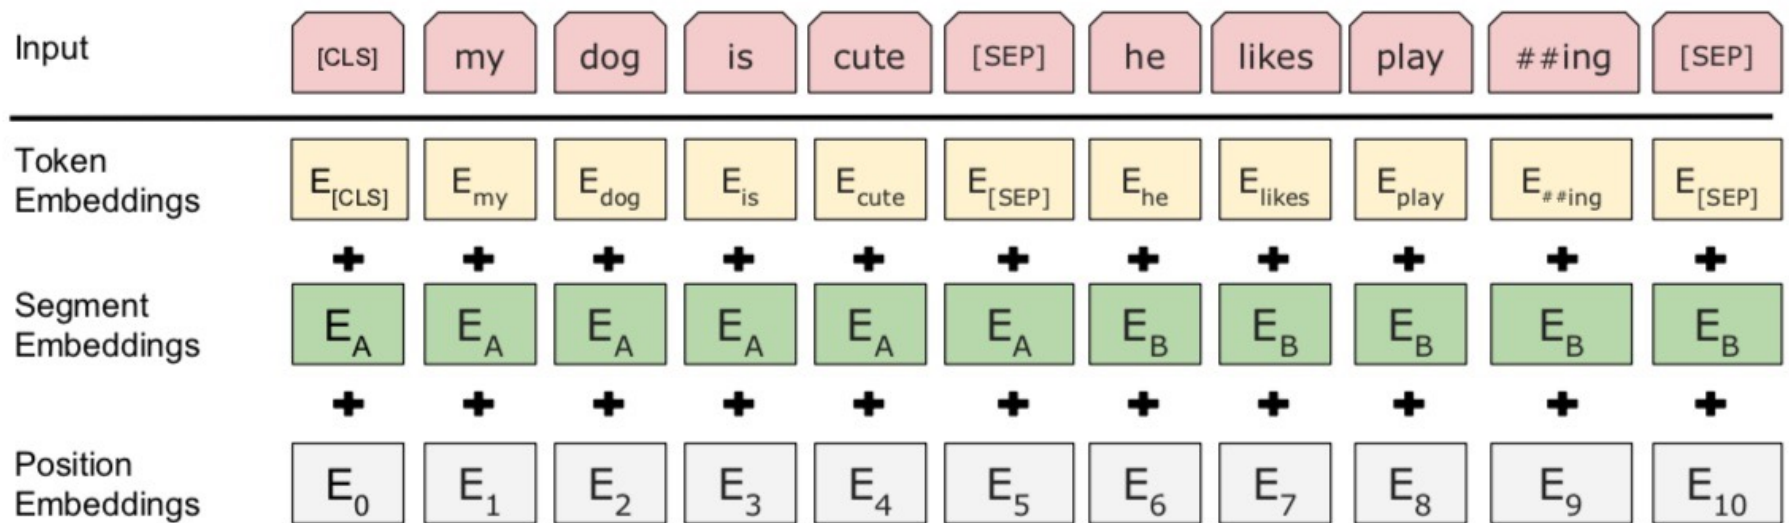 Input [CLS] my dog is cute [SEP] he likes play ##ing [SEP]
Token
Embeddings E[CLS] Emy Edog Eis Ecute E[SEP] Ehe Elikes Eplay E##ing E[SEP]
+ + + + + + + + + + +
Segment
Embeddings EA EA EA EA EA EA EB EB EB EB EB
+ + + + + + + + + + +
Position
Embeddings E0 E1 E2 E3 E4 E5 E6 E7 E8 E9 E10